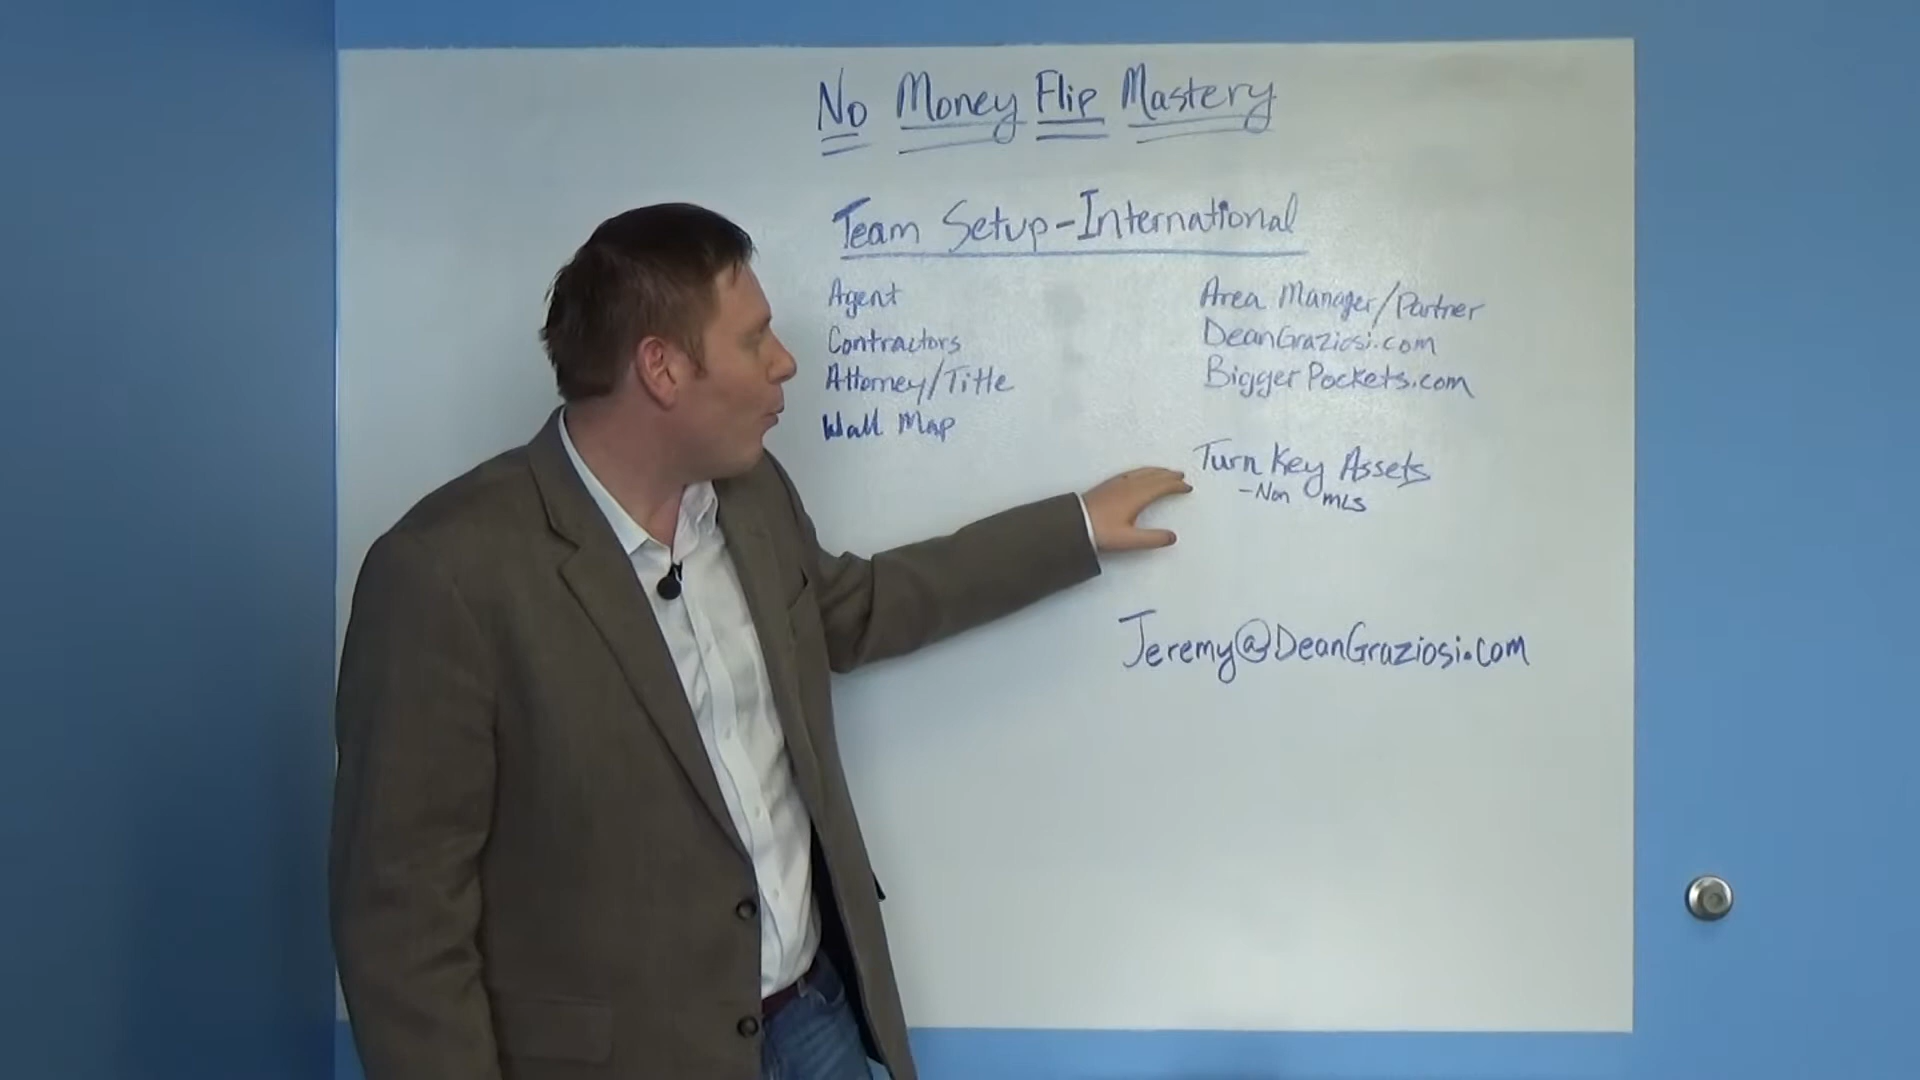 No Money Flip Mastery
Team Setup-International
Agent
Contractors
Attorney/Title
Wall Map
Area Manager/Partner
DeanGraziosi.com
BiggerPockets.com
Turn Key Assets
-Non MLS
Jeremy@DeanGraziosi.com